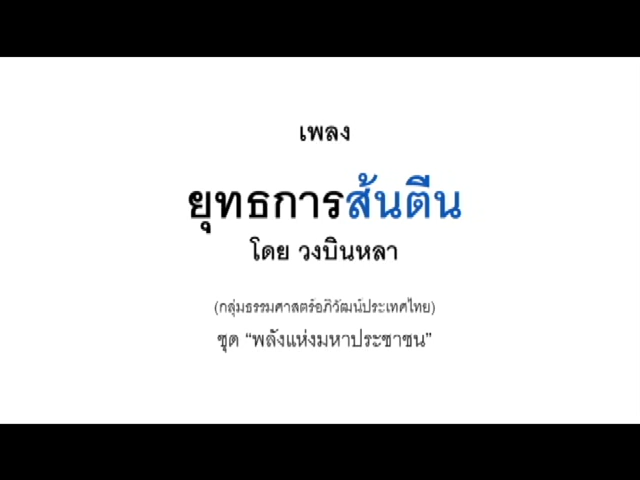 เพลง
ยุทธการส้นตีน
โดย วงบินหลา
(กลุ่มธรรมศาสตร์อภิวัฒน์ประเทศไทย)
ชุด “พลังแห่งมหาประชาชน”